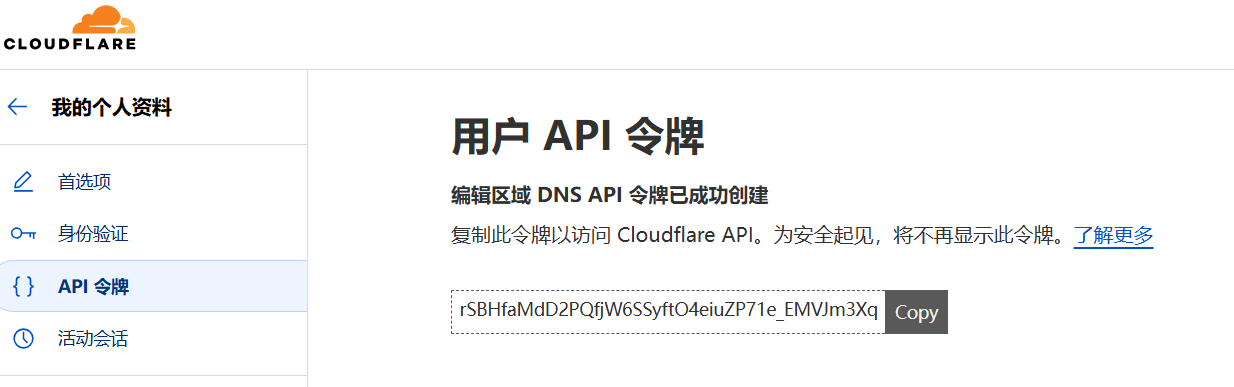 CLOUDFLARE
我的个人资料
首选项
身份验证
API 令牌
活动会话
用户 API 令牌
编辑区域 DNS API 令牌已成功创建
复制此令牌以访问 Cloudflare API。为安全起见，将不再显示此令牌。了解更多
rSBHfaMdD2PQfjW6SSyftO4eiuZP71e_EMVJm3Xq Copy